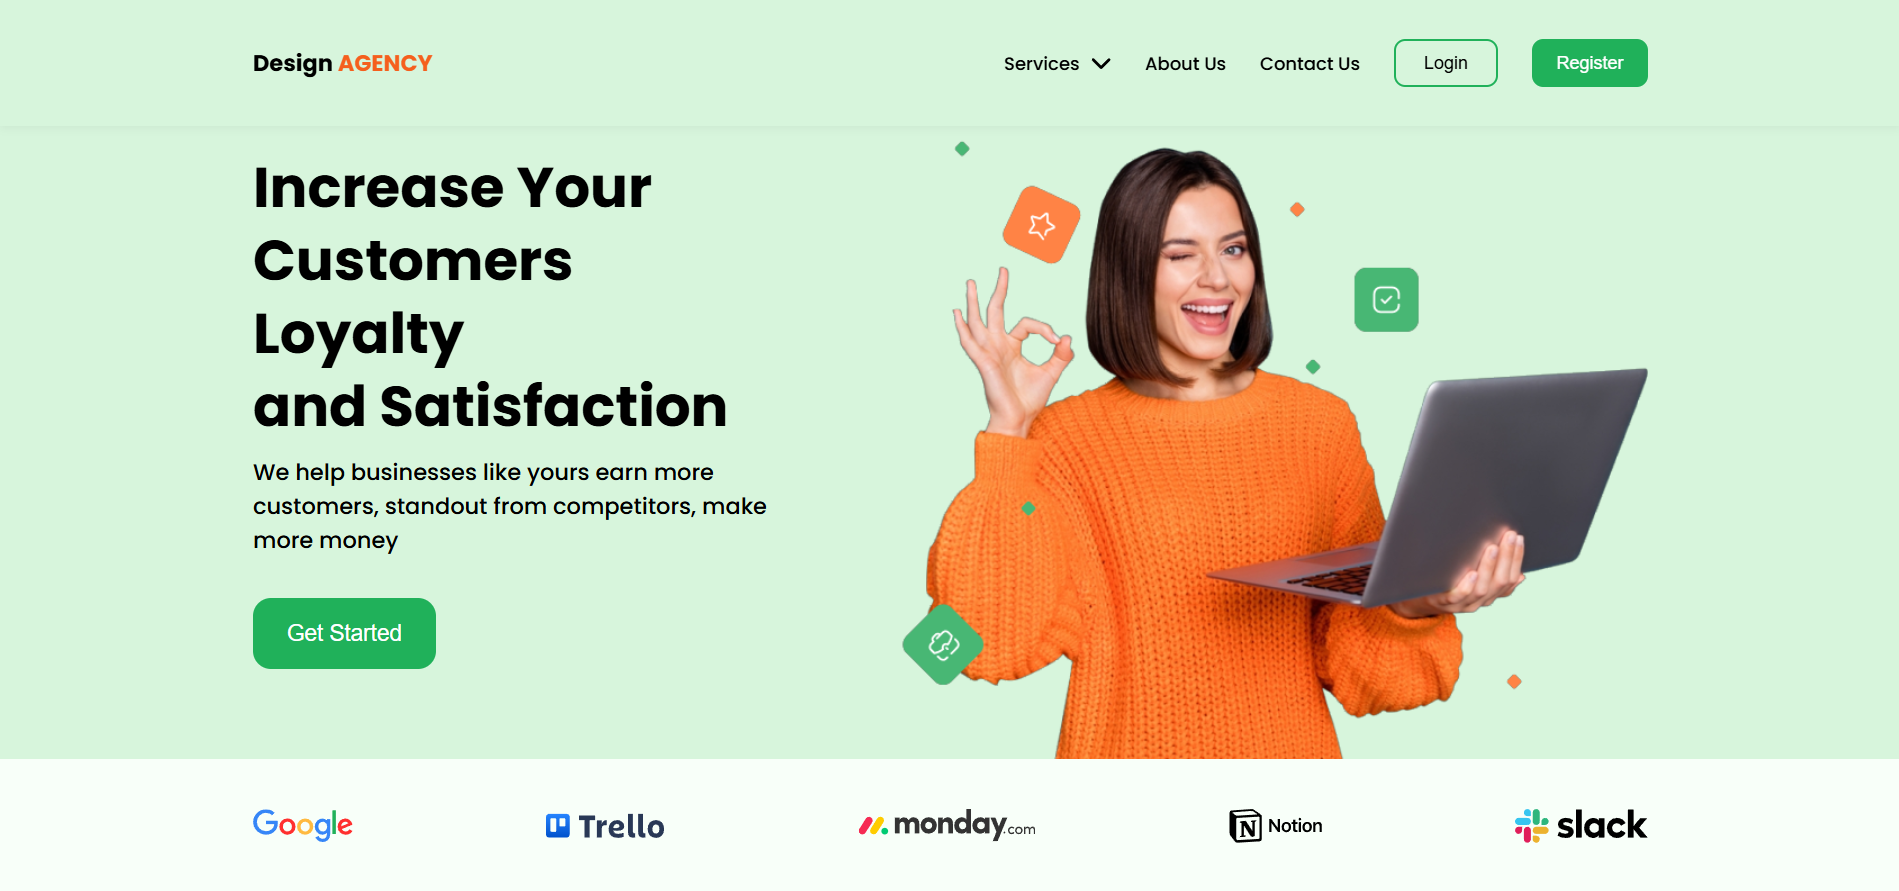 Design AGENCY
Services About Us Contact Us Login Register
Increase Your
Customers
Loyalty
and Satisfaction
We help businesses like yours earn more
customers, standout from competitors, make
more money
Get Started
Google Trello monday.com Notion slack